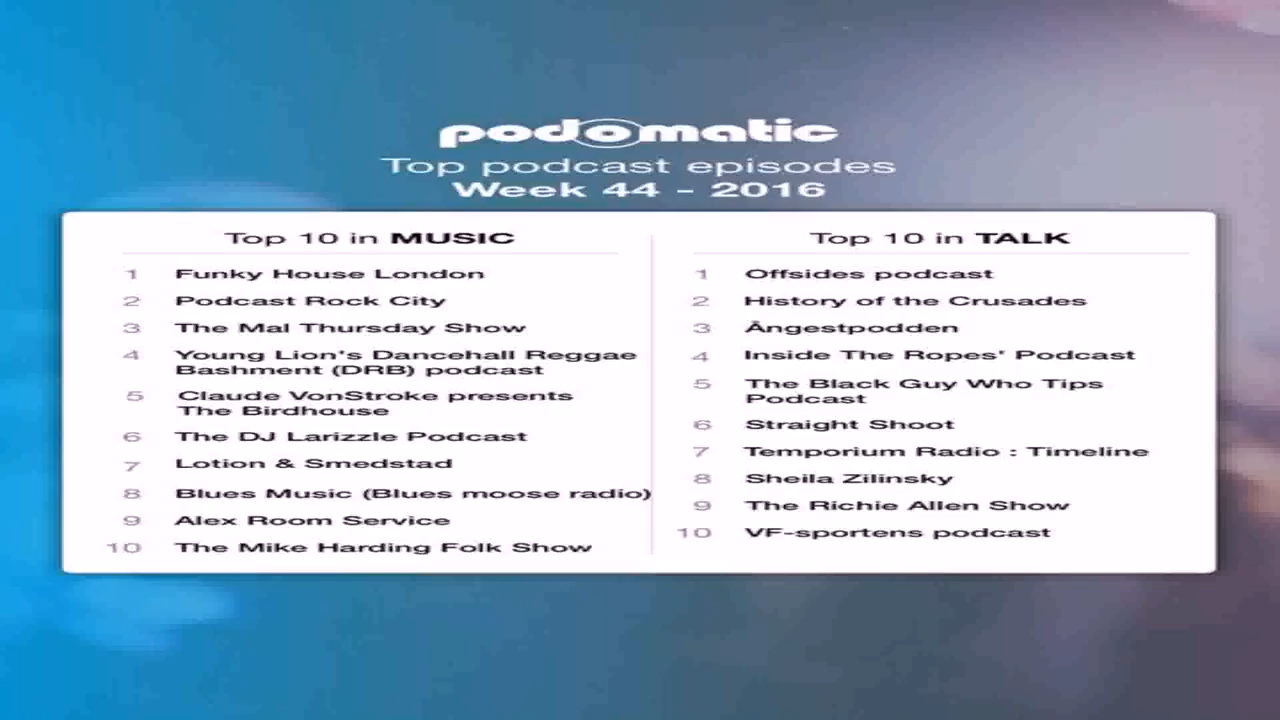 podomatic
Top podcast episodes
Week 44 - 2016
Top 10 in MUSIC
1 Funky House London
2 Podcast Rock City
3 The Mal Thursday Show
4 Young Lion's Dancehall Reggae
Bashment (DRB) podcast
5 Claude VonStroke presents
The Birdhouse
6 The DJ Larizzle Podcast
7 Lotion & Smedstad
8 Blues Music (Blues moose radio)
9 Alex Room Service
10 The Mike Harding Folk Show
Top 10 in TALK
1 Offsides podcast
2 History of the Crusades
3 Ångestpodden
4 Inside The Ropes' Podcast
5 The Black Guy Who Tips
Podcast
6 Straight Shoot
7 Temporium Radio : Timeline
8 Sheila Zilinsky
9 The Richie Allen Show
10 VF-sportens podcast